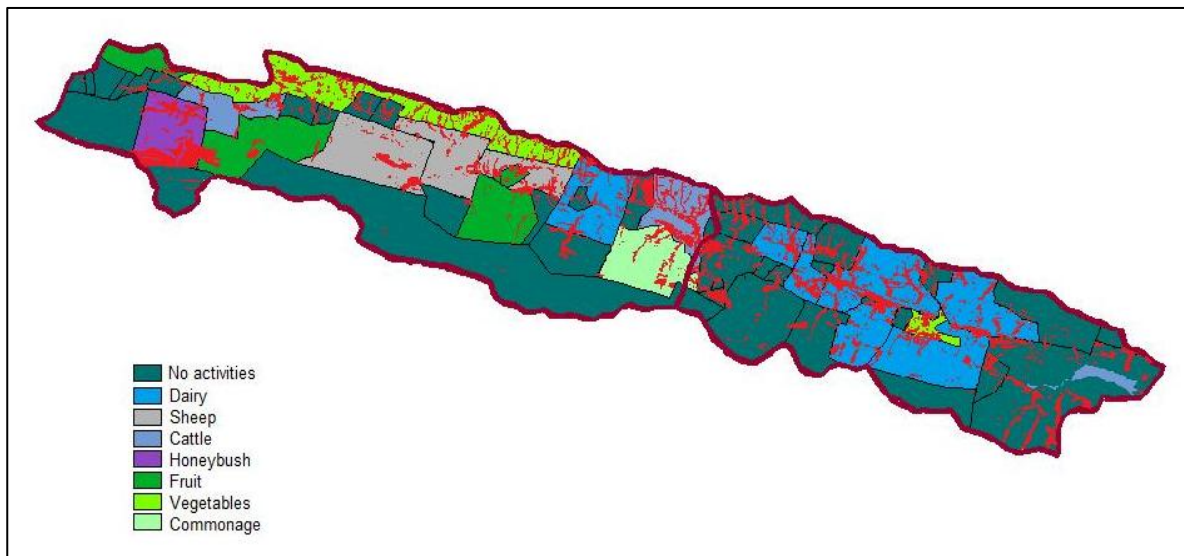 No activities
Dairy
Sheep
Cattle
Honeybush
Fruit
Vegetables
Commonage